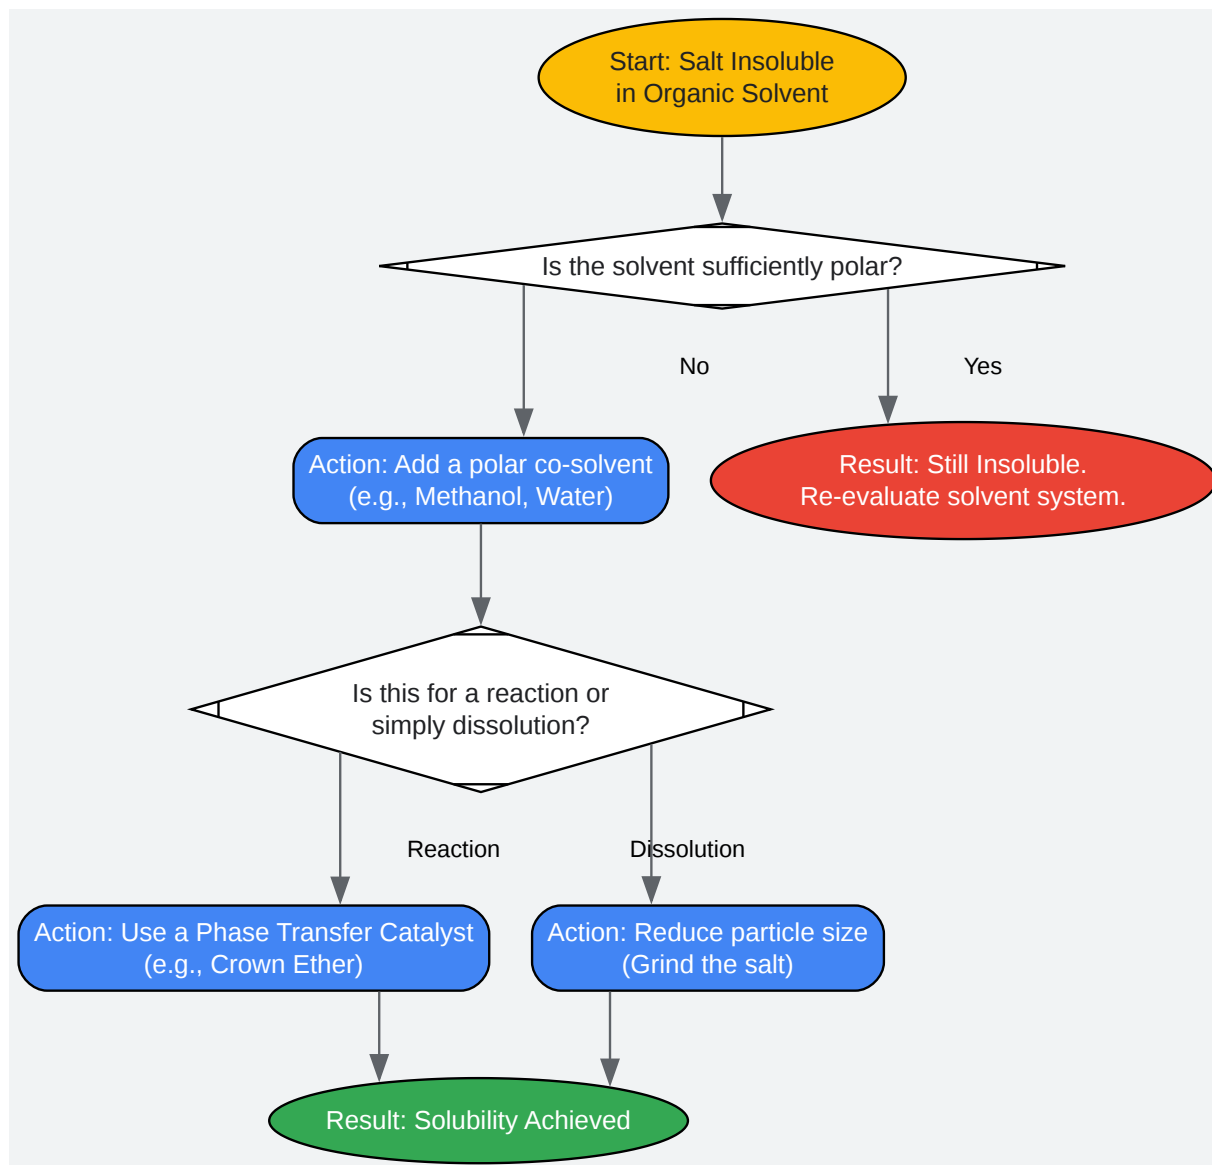 Start: Salt Insoluble
in Organic Solvent
Is the solvent sufficiently polar?
No
Yes
Action: Add a polar co-solvent
(e.g., Methanol, Water)
Result: Still Insoluble.
Re-evaluate solvent system.
Is this for a reaction or
simply dissolution?
Reaction
Dissolution
Action: Use a Phase Transfer Catalyst
(e.g., Crown Ether)
Action: Reduce particle size
(Grind the salt)
Result: Solubility Achieved